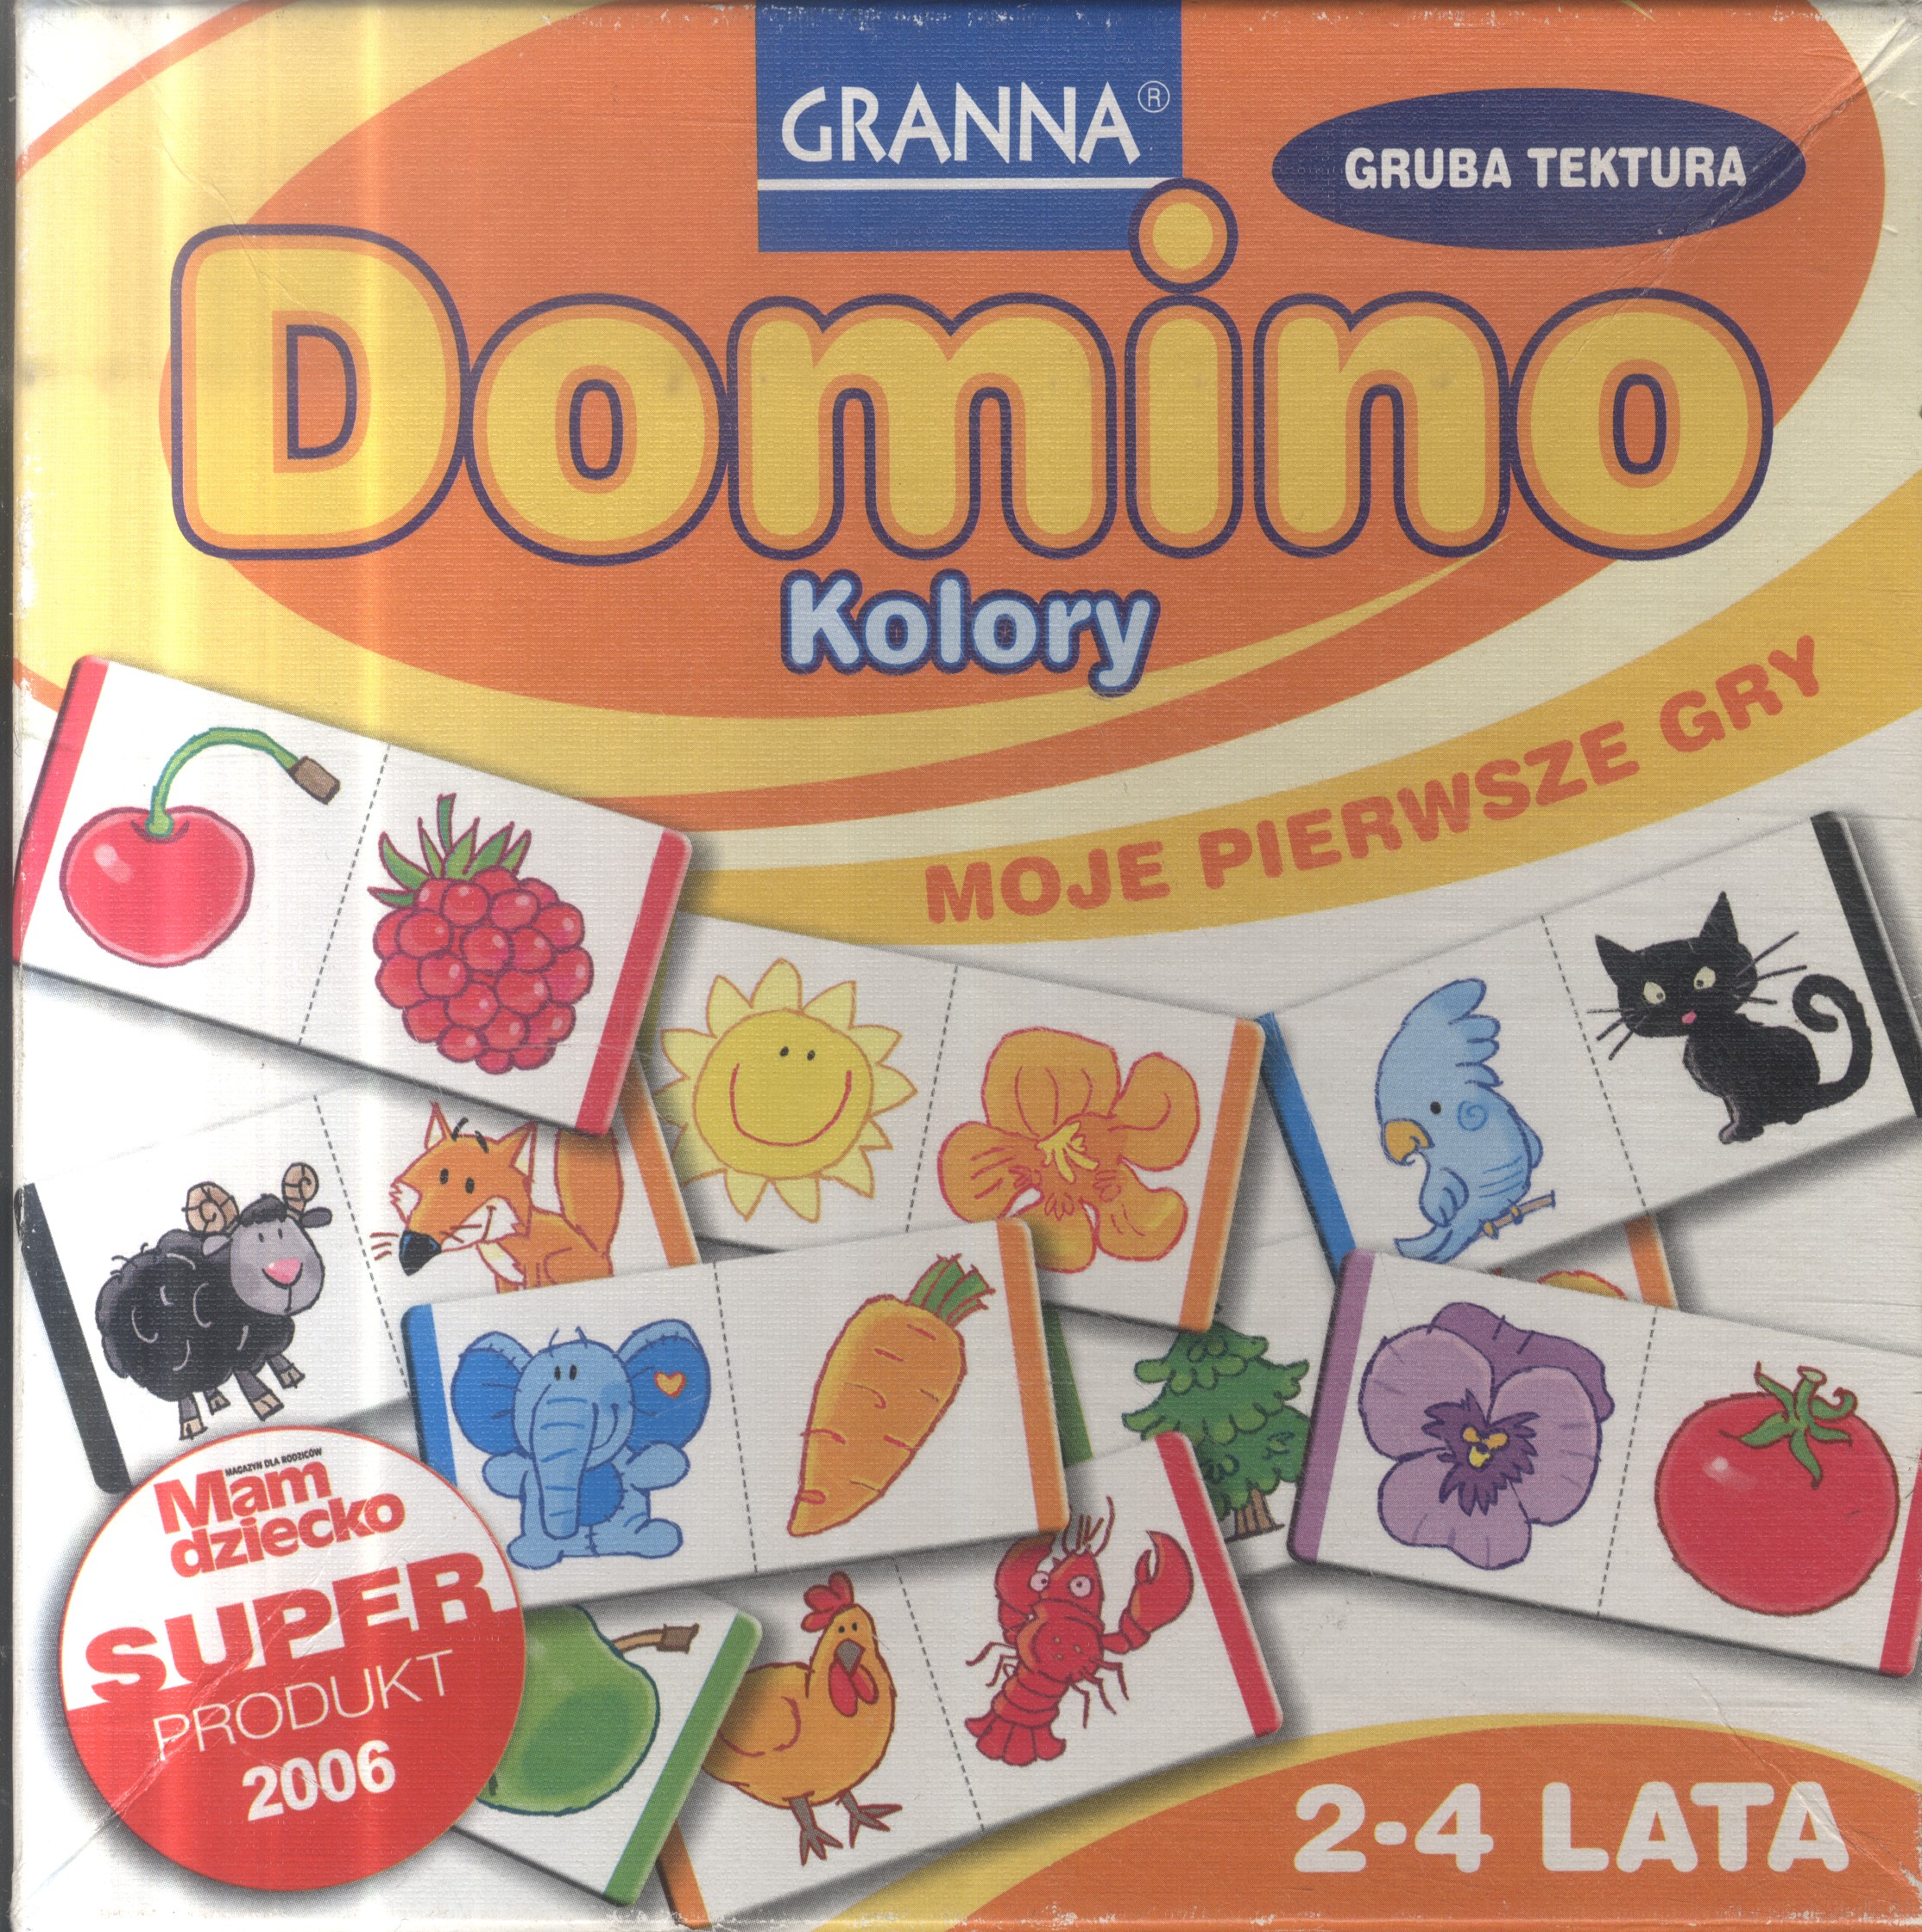 GRANNA®
GRUBA TEKTURA
Domino
Kolory
MOJE PIERWSZE GRY
MAGAZYN DLA RODZICÓW
Mam
dziecko
SUPER
PRODUKT
2006
2-4 LATA